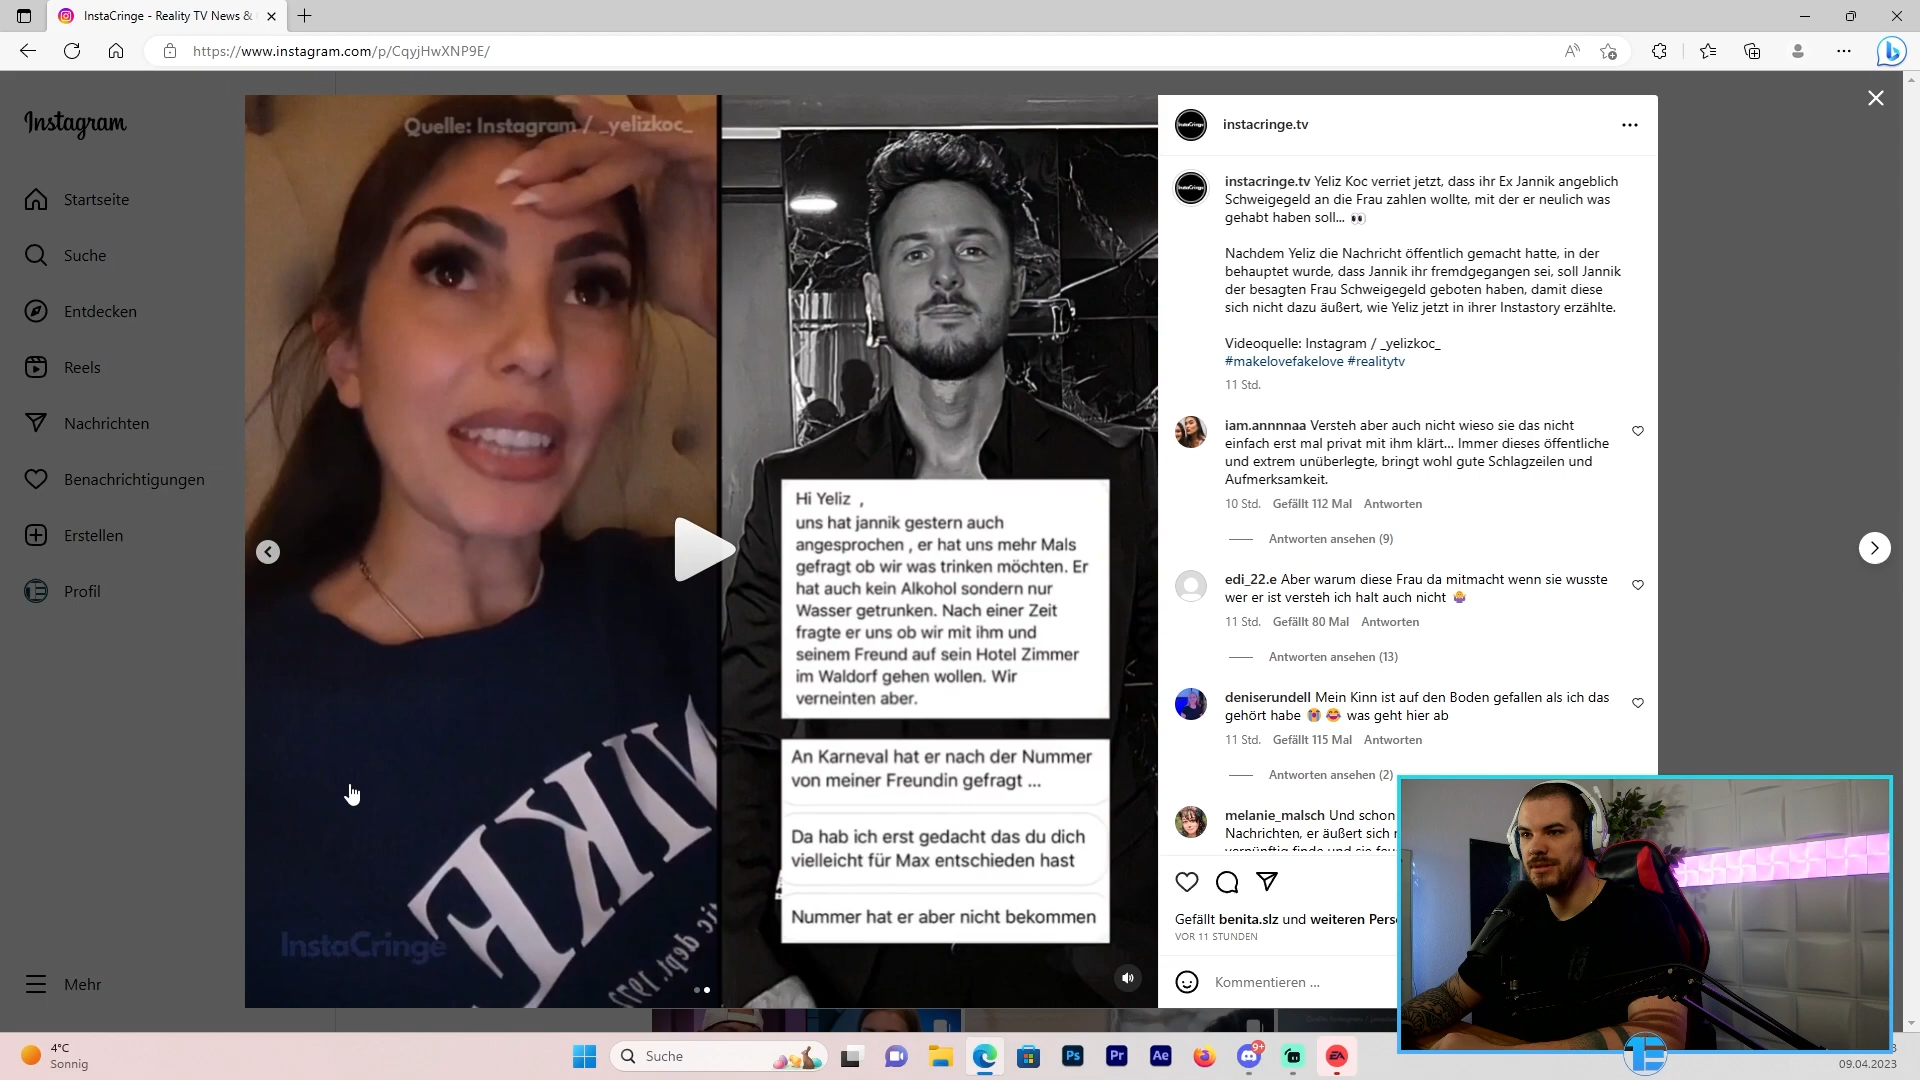 InstaCringe - Reality TV News &
https://www.instagram.com/p/CqyjHwXNP9E/
Instagram
Startseite
Suche
Entdecken
Reels
Nachrichten
Benachrichtigungen
Erstellen
Profil
Mehr
Quelle: Instagram / _yelizkoc_
NIKE
InstaCringe
Hi Yeliz ,
uns hat jannik gestern auch
angesprochen , er hat uns mehr Mals
gefragt ob wir was trinken möchten. Er
hat auch kein Alkohol sondern nur
Wasser getrunken. Nach einer Zeit
fragte er uns ob wir mit ihm und
seinem Freund auf sein Hotel Zimmer
im Waldorf gehen wollen. Wir
verneinten aber.
An Karneval hat er nach der Nummer
von meiner Freundin gefragt ...
Da hab ich erst gedacht das du dich
vielleicht für Max entschieden hast
Nummer hat er aber nicht bekommen
instacringe.tv
instacringe.tv Yeliz Koc verriet jetzt, dass ihr Ex Jannik angeblich
Schweigegeld an die Frau zahlen wollte, mit der er neulich was
gehabt haben soll... 👀
Nachdem Yeliz die Nachricht öffentlich gemacht hatte, in der
behauptet wurde, dass Jannik ihr fremdgegangen sei, soll Jannik
der besagten Frau Schweigegeld geboten haben, damit diese
sich nicht dazu äußert, wie Yeliz jetzt in ihrer Instastory erzählte.
Videoquelle: Instagram / _yelizkoc_
#makelovefakelove #realitytv
11 Std.
iam.annnnaa Versteh aber auch nicht wieso sie das nicht
einfach erst mal privat mit ihm klärt... Immer dieses öffentliche
und extrem unüberlegte, bringt wohl gute Schlagzeilen und
Aufmerksamkeit.
10 Std. Gefällt 112 Mal Antworten
Antworten ansehen (9)
edi_22.e Aber warum diese Frau da mitmacht wenn sie wusste
wer er ist versteh ich halt auch nicht 🤷
11 Std. Gefällt 80 Mal Antworten
Antworten ansehen (13)
deniserundell Mein Kinn ist auf den Boden gefallen als ich das
gehört habe 😭 😂 was geht hier ab
11 Std. Gefällt 115 Mal Antworten
Antworten ansehen (2)
melanie_malsch Und schon
Nachrichten, er äußert sich
Gefällt benita.slz und weiteren Pers
VOR 11 STUNDEN
Kommentieren ...
4°C
Sonnig
Suche
Ps
Pr
Ae
9+
EA
09.04.2023